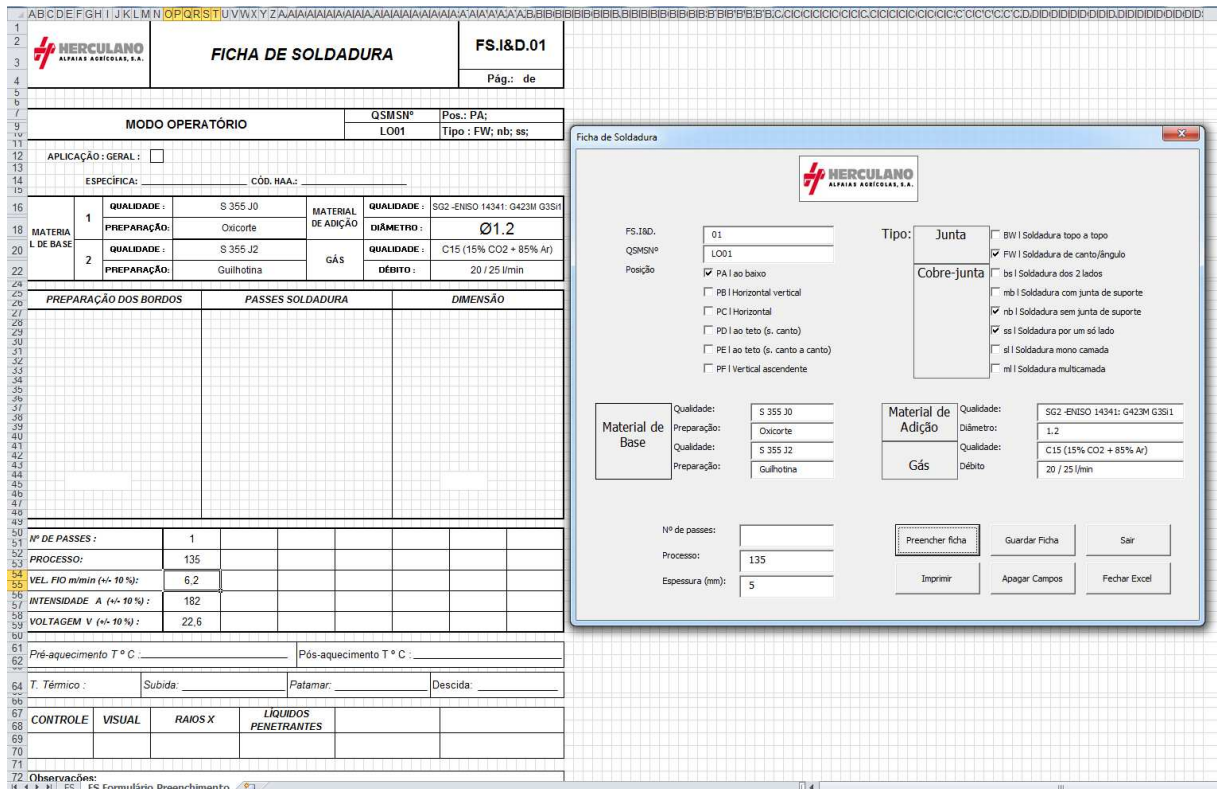 HERCULANO
ALFAIAS AGRÍCOLAS, S.A.
FICHA DE SOLDADURA
FS.I&D.01
Pág.: de
MODO OPERATÓRIO
QSMSNº
Pos.: PA;
LO01
Tipo : FW; nb; ss;
APLICAÇÃO : GERAL :
ESPECÍFICA:
CÓD. HAA.:
MATERIA
L DE BASE
1
QUALIDADE :
S 355 J0
MATERIAL
DE ADIÇÃO
QUALIDADE :
SG2 -ENISO 14341: G423M G3Si1
PREPARAÇÃO:
Oxicorte
DIÂMETRO :
Ø1.2
2
QUALIDADE :
S 355 J2
GÁS
QUALIDADE :
C15 (15% CO2 + 85% Ar)
PREPARAÇÃO:
Guilhotina
DÉBITO :
20 / 25 l/min
PREPARAÇÃO DOS BORDOS
PASSES SOLDADURA
DIMENSÃO
Nº DE PASSES :
1
PROCESSO:
135
VEL. FIO m/min (+/- 10 %):
6,2
INTENSIDADE A (+/- 10 %) :
182
VOLTAGEM V (+/- 10 %) :
22,6
Pré-aquecimento T º C :
Pós-aquecimento T º C :
T. Térmico :
Subida:
Patamar:
Descida:
CONTROLE
VISUAL
RAIOS X
LÍQUIDOS
PENETRANTES
Observações:
FS
FS Formulário Preenchimento
Ficha de Soldadura
HERCULANO
ALFAIAS AGRÍCOLAS, S.A.
FS.I&D.
01
QSMSNº
LO01
Posição
PA l ao baixo
PB l Horizontal vertical
PC l Horizontal
PD l ao teto (s. canto)
PE l ao teto (s. canto a canto)
PF l Vertical ascendente
Tipo:
Junta
BW l Soldadura topo a topo
FW l Soldadura de canto/ângulo
Cobre-junta
bs l Soldadura dos 2 lados
mb l Soldadura com junta de suporte
nb l Soldadura sem junta de suporte
ss l Soldadura por um só lado
sl l Soldadura mono camada
ml l Soldadura multicamada
Material de
Base
Qualidade:
S 355 J0
Preparação:
Oxicorte
Qualidade:
S 355 J2
Preparação:
Guilhotina
Material de
Adição
Qualidade:
SG2 -ENISO 14341: G423M G3Si1
Diâmetro:
1.2
Gás
Qualidade:
C15 (15% CO2 + 85% Ar)
Débito
20 / 25 l/min
Nº de passes:
Processo:
135
Espessura (mm):
5
Preencher ficha
Guardar Ficha
Sair
Imprimir
Apagar Campos
Fechar Excel